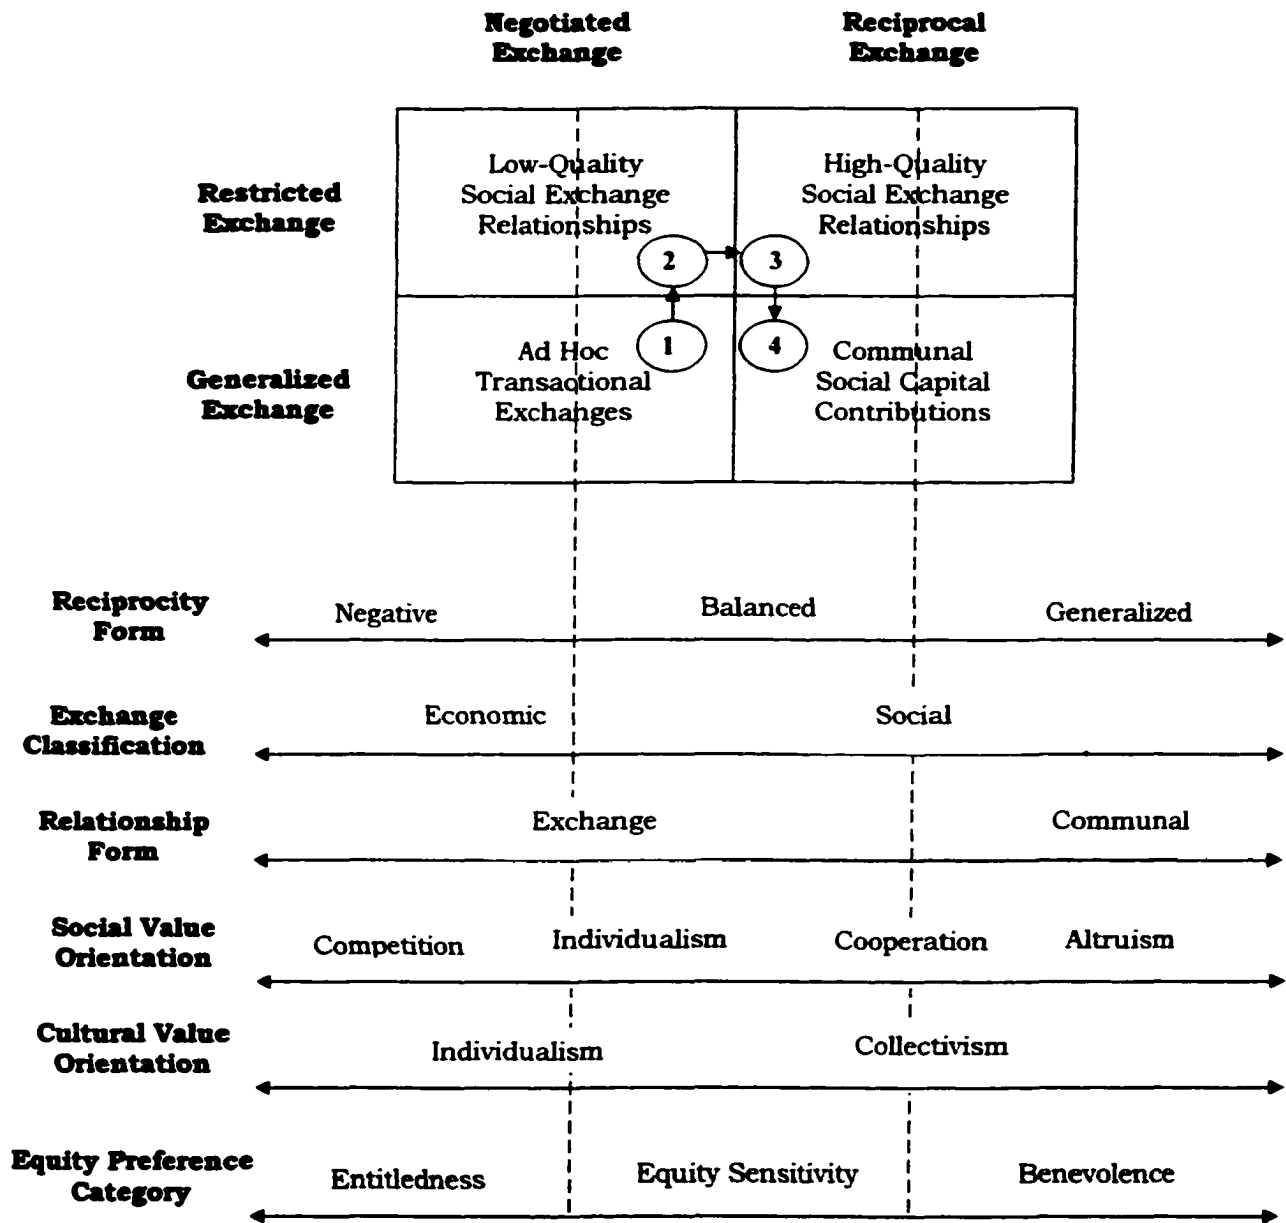 Negotiated
Exchange
Reciprocal
Exchange
Restricted
Exchange
Low-Quality
Social Exchange
Relationships
High-Quality
Social Exchange
Relationships
2
3
Generalized
Exchange
Ad Hoc
Transactional
Exchanges
1
4
Communal
Social Capital
Contributions
Reciprocity
Form
Negative
Balanced
Generalized
Exchange
Classification
Economic
Social
Relationship
Form
Exchange
Communal
Social Value
Orientation
Competition
Individualism
Cooperation
Altruism
Cultural Value
Orientation
Individualism
Collectivism
Equity Preference
Category
Entitledness
Equity Sensitivity
Benevolence